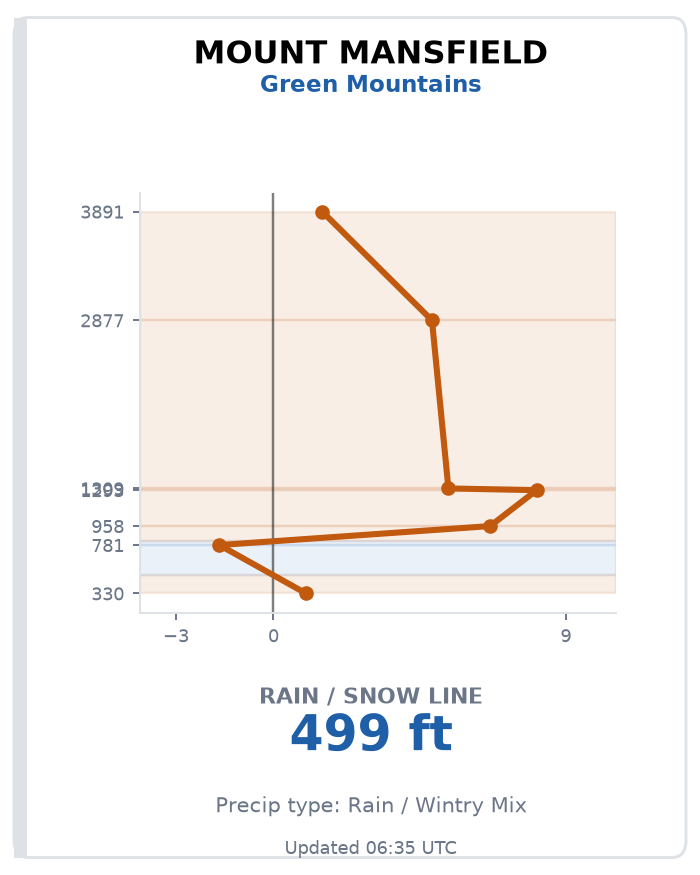 MOUNT MANSFIELD
Green Mountains
3891
2877
958
781
330
−3 0 9
RAIN / SNOW LINE
499 ft
Precip type: Rain / Wintry Mix
Updated 06:35 UTC